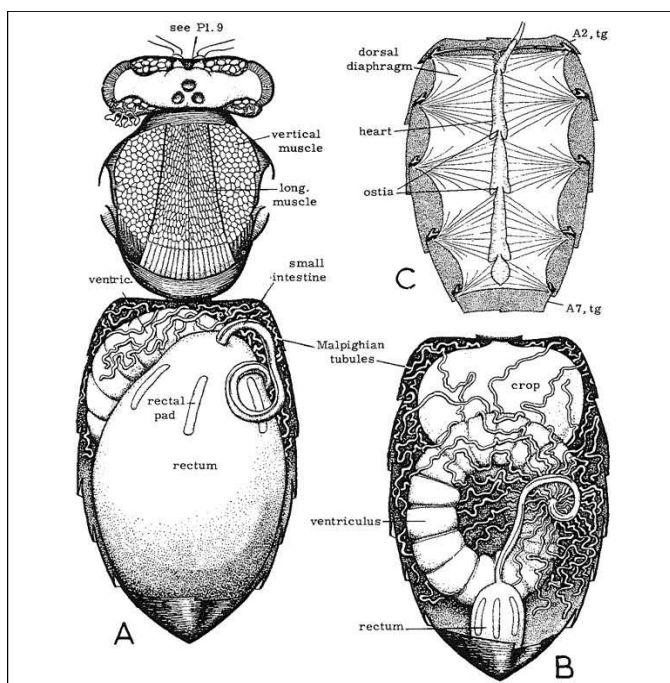 see P1.9
vertical
muscle
long.
muscle
small
intestine
ventric.
Malpighian
tubules
rectal
pad
rectum
A
dorsal
diaphragm
A2, tg
heart
ostia
C
A7, tg
crop
ventriculus
rectum
B